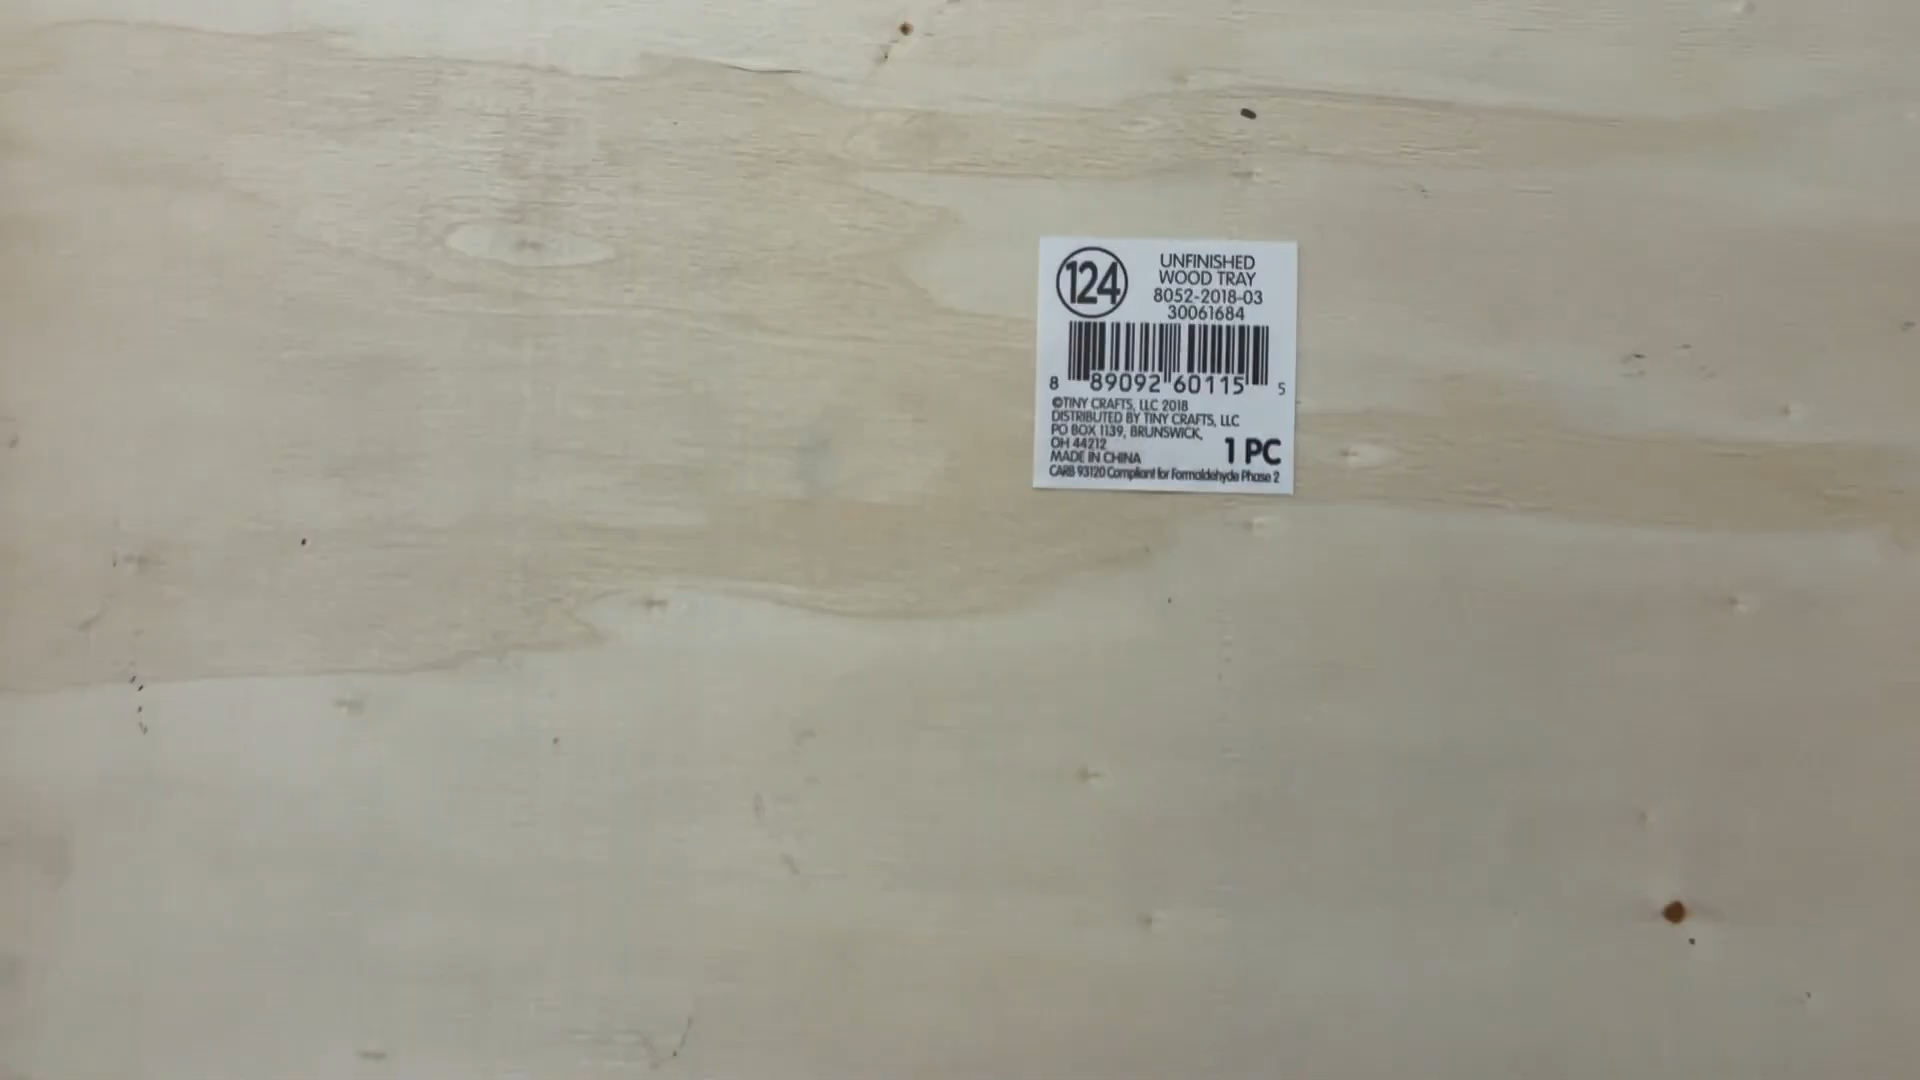 124
UNFINISHED
WOOD TRAY
8052-2018-03
30061684
8 89092 60115 5
©TINY CRAFTS, LLC 2018
DISTRIBUTED BY TINY CRAFTS, LLC
PO BOX 1139, BRUNSWICK,
OH 44212
MADE IN CHINA
1 PC
CARB 93120 Compliant for Formaldehyde Phase 2